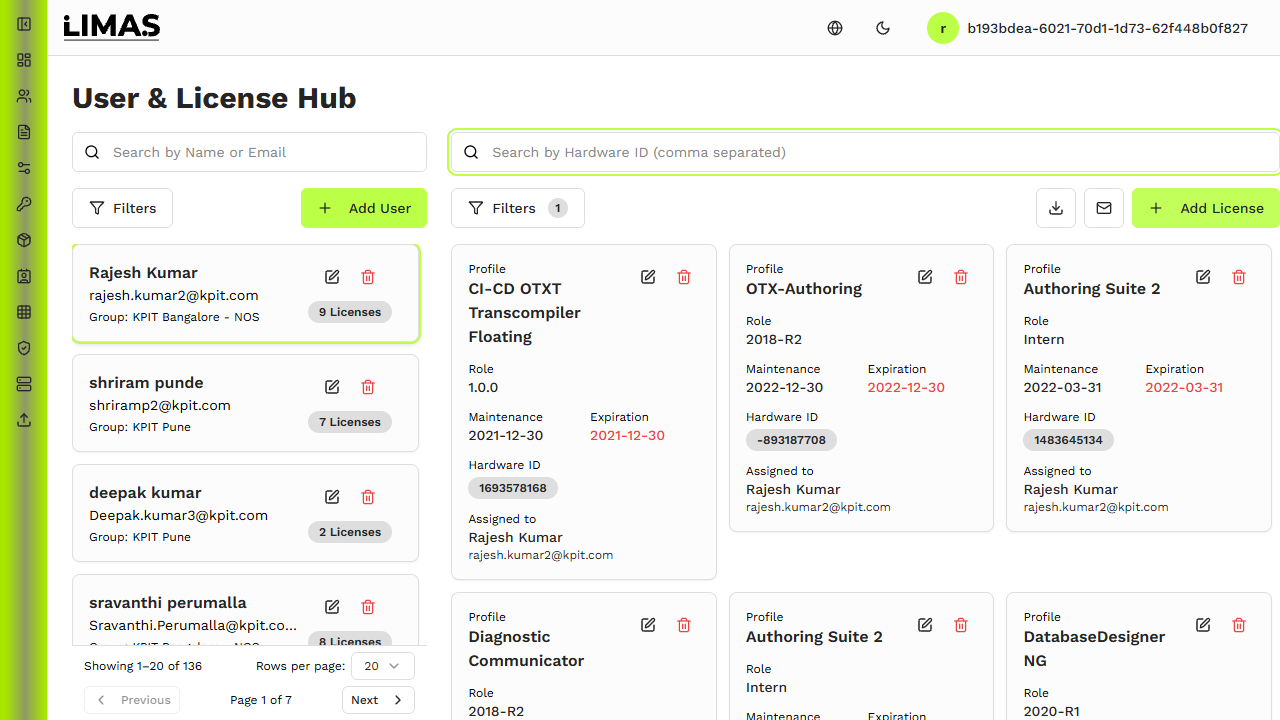 LIMAS
r
b193bdea-6021-70d1-1d73-62f448b0f827
User & License Hub
Search by Name or Email
Search by Hardware ID (comma separated)
Filters
Add User
Filters
1
Add License
Rajesh Kumar
rajesh.kumar2@kpit.com
Group: KPIT Bangalore - NOS
9 Licenses
shriram punde
shriramp2@kpit.com
Group: KPIT Pune
7 Licenses
deepak kumar
Deepak.kumar3@kpit.com
Group: KPIT Pune
2 Licenses
sravanthi perumalla
Sravanthi.Perumalla@kpit.co...
8 Licenses
Showing 1–20 of 136
Rows per page:
20
Previous
Page 1 of 7
Next
Profile
CI-CD OTXT
Transcompiler
Floating
Role
1.0.0
Maintenance
2021-12-30
Expiration
2021-12-30
Hardware ID
1693578168
Assigned to
Rajesh Kumar
rajesh.kumar2@kpit.com
Profile
OTX-Authoring
Role
2018-R2
Maintenance
2022-12-30
Expiration
2022-12-30
Hardware ID
-893187708
Assigned to
Rajesh Kumar
rajesh.kumar2@kpit.com
Profile
Authoring Suite 2
Role
Intern
Maintenance
2022-03-31
Expiration
2022-03-31
Hardware ID
1483645134
Assigned to
Rajesh Kumar
rajesh.kumar2@kpit.com
Profile
Diagnostic
Communicator
Role
2018-R2
Profile
Authoring Suite 2
Role
Intern
Maintenance
Expiration
Profile
DatabaseDesigner
NG
Role
2020-R1